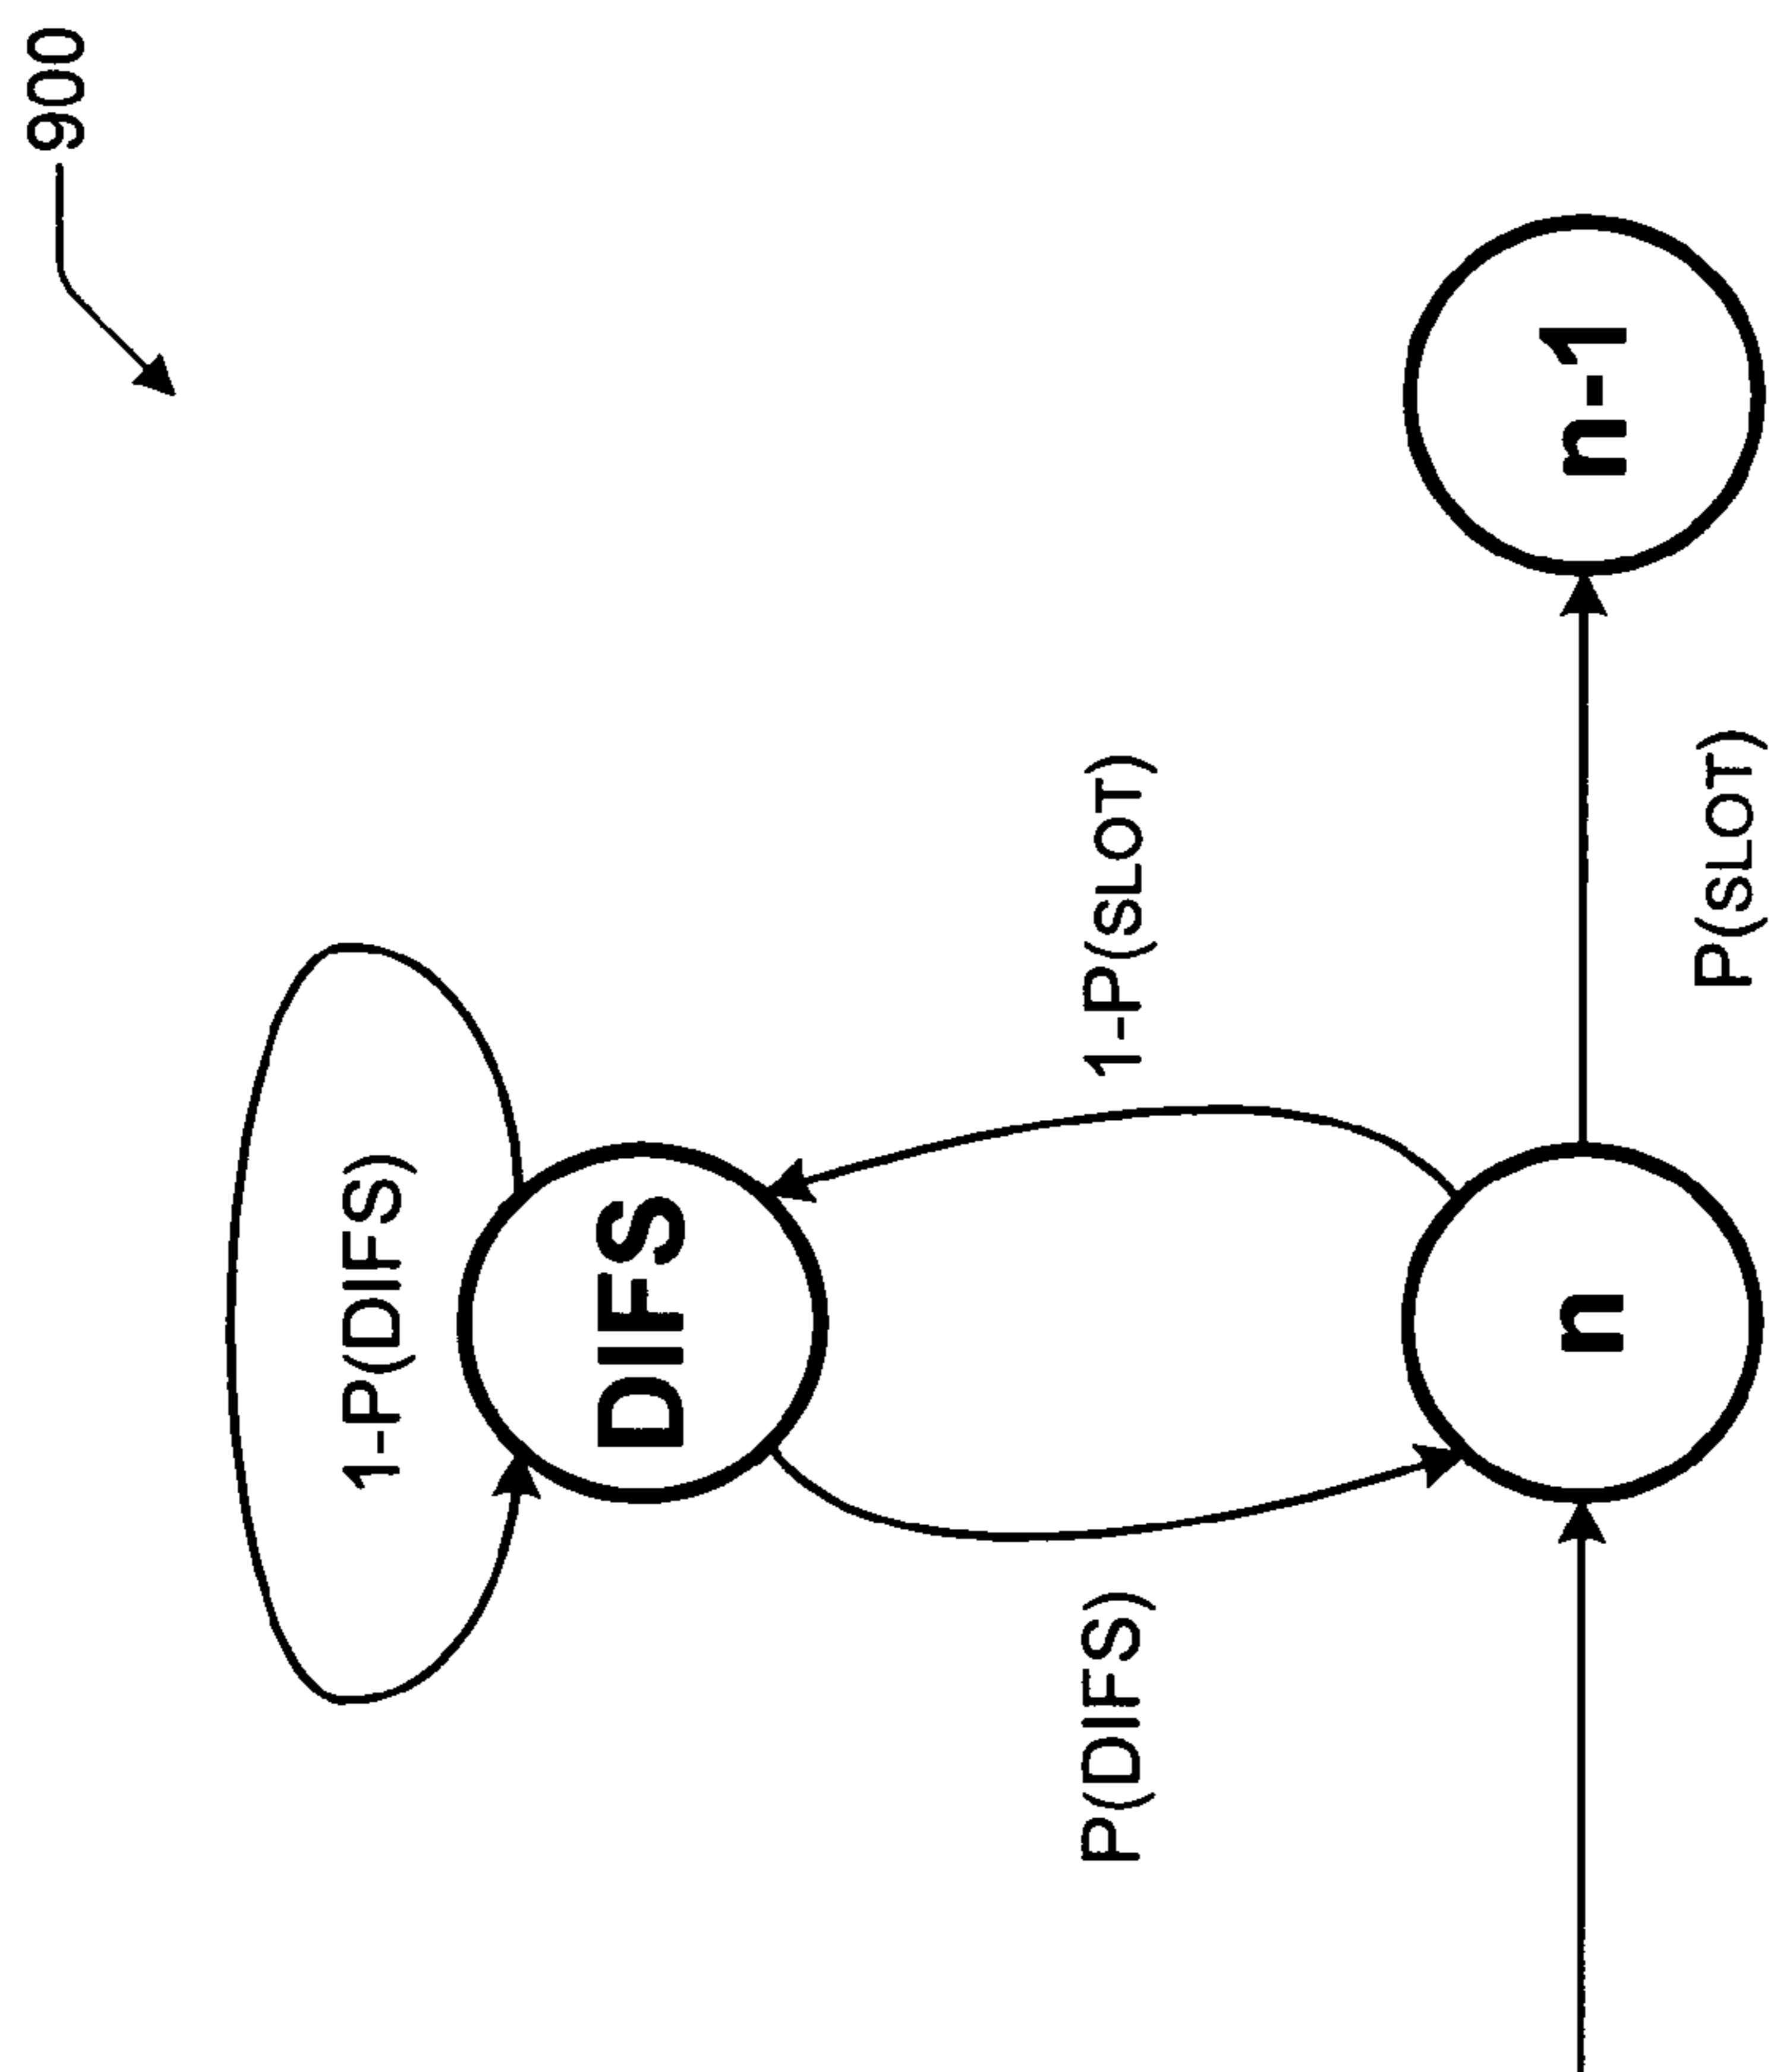 900
1-P(DIFS)
DIFS
P(DIFS)
1-P(SLOT)
n
n-1
P(SLOT)